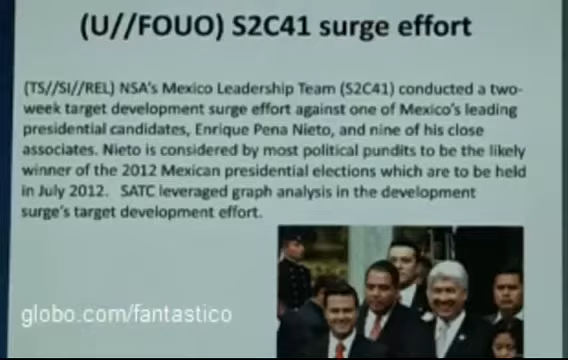 (U//FOUO) S2C41 surge effort
(TS//SI//REL) NSA's Mexico Leadership Team (S2C41) conducted a two-
week target development surge effort against one of Mexico's leading
presidential candidates, Enrique Pena Nieto, and nine of his close
associates. Nieto is considered by most political pundits to be the likely
winner of the 2012 Mexican presidential elections which are to be held
in July 2012. SATC leveraged graph analysis in the development
surge's target development effort.
globo.com/fantastico